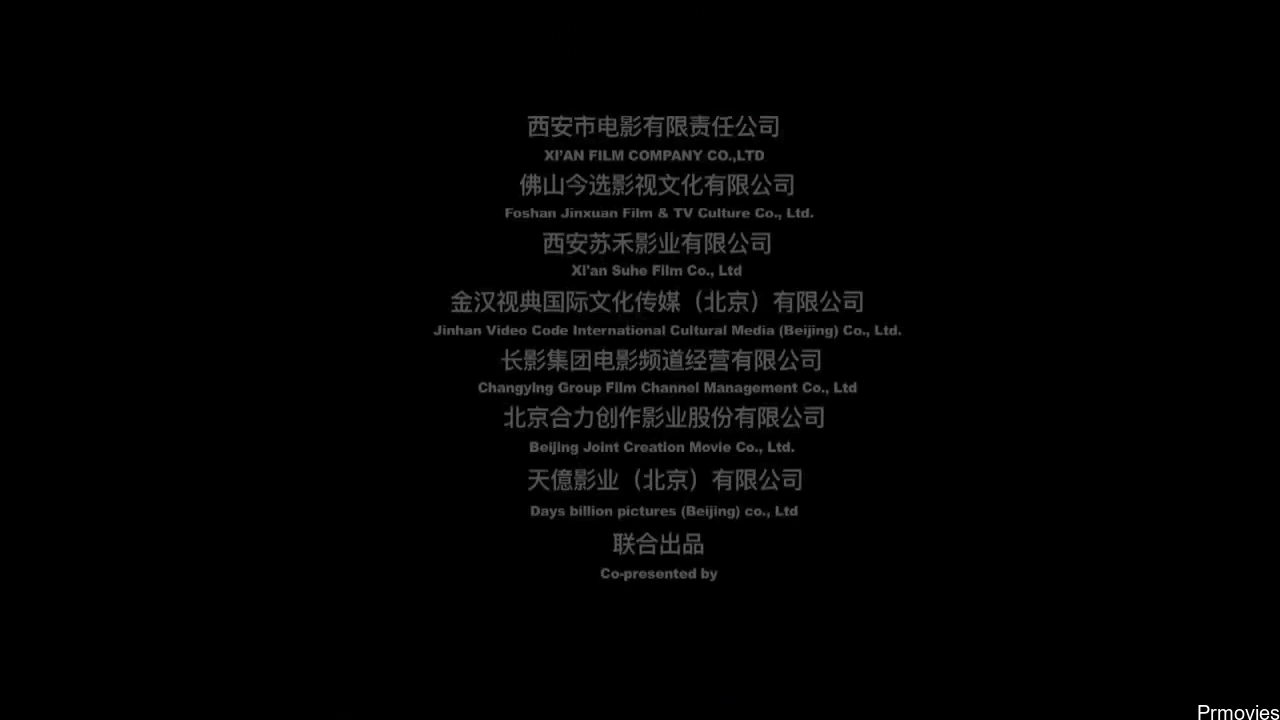 西安市电影有限责任公司
XI'AN FILM COMPANY CO.,LTD
佛山今选影视文化有限公司
Foshan Jinxuan Film & TV Culture Co., Ltd.
西安苏禾影业有限公司
Xi'an Suhe Film Co., Ltd
金汉视典国际文化传媒（北京）有限公司
Jinhan Video Code International Cultural Media (Beijing) Co., Ltd.
长影集团电影频道经营有限公司
Changying Group Film Channel Management Co., Ltd
北京合力创作影业股份有限公司
Beijing Joint Creation Movie Co., Ltd.
天億影业（北京）有限公司
Days billion pictures (Beijing) co., Ltd
联合出品
Co-presented by
Prmovies